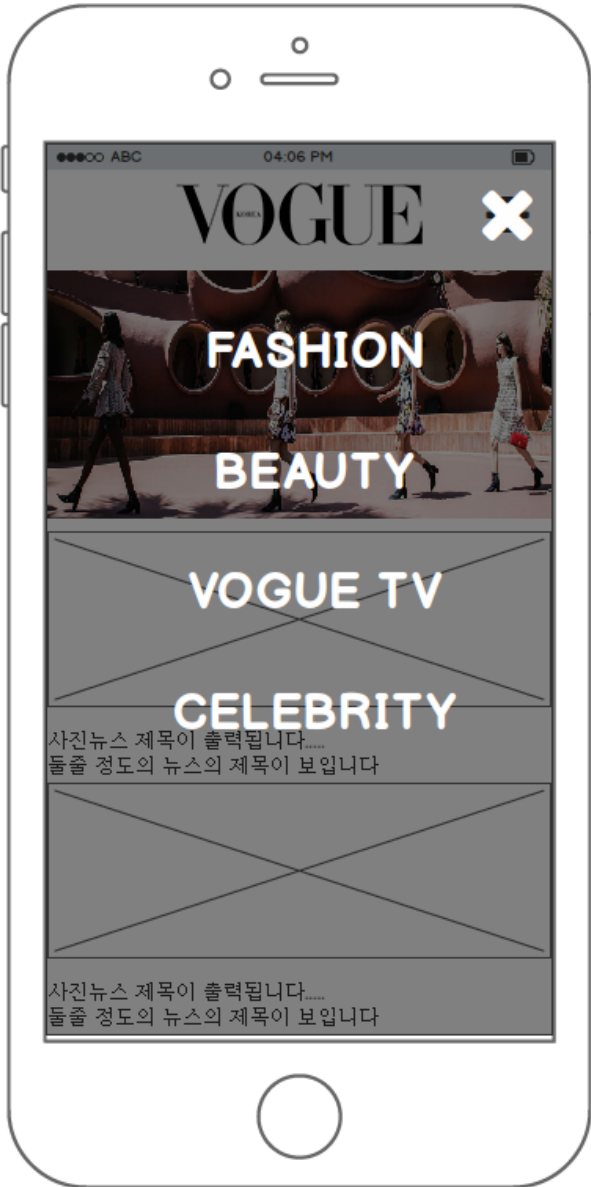 ABC 04:06 PM
VOGUE
KOREA
FASHION
BEAUTY
VOGUE TV
CELEBRITY
사진뉴스 제목이 출력됩니다.....
둘줄 정도의 뉴스의 제목이 보입니다
사진뉴스 제목이 출력됩니다.....
둘줄 정도의 뉴스의 제목이 보입니다